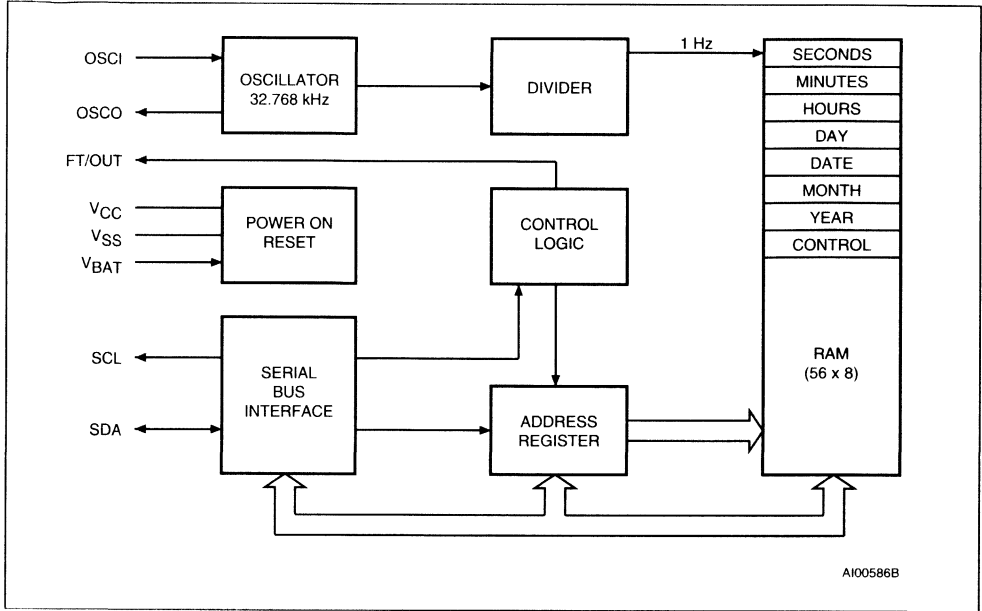 OSCI
OSCO
FT/OUT
VCC
VSS
VBAT
SCL
SDA
OSCILLATOR
32.768 kHz
DIVIDER
1 Hz
POWER ON
RESET
CONTROL
LOGIC
SERIAL
BUS
INTERFACE
ADDRESS
REGISTER
SECONDS
MINUTES
HOURS
DAY
DATE
MONTH
YEAR
CONTROL
RAM
(56 x 8)
AI00586B